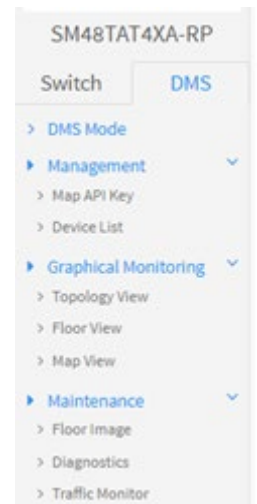 SM48TAT4XA-RP
Switch DMS
> DMS Mode
Management
> Map API Key
> Device List
Graphical Monitoring
> Topology View
> Floor View
> Map View
Maintenance
> Floor Image
> Diagnostics
> Traffic Monitor